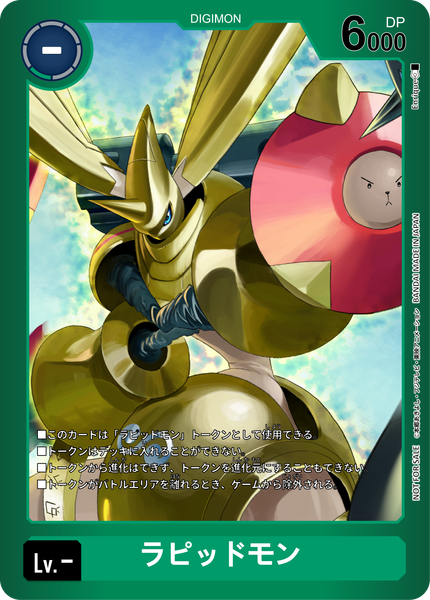 DIGIMON
DP
6000
■このカードは「ラピッドモン」トークンとして使用できる
■トークンはデッキに入れることができない。
■トークンから進化はできず、トークンを進化元にすることもできない
■トークンがバトルエリアを離れるとき、ゲームから除外される。
Lv.-
ラピッドモン
NOT FOR SALE
BANDAI MADE IN JAPAN